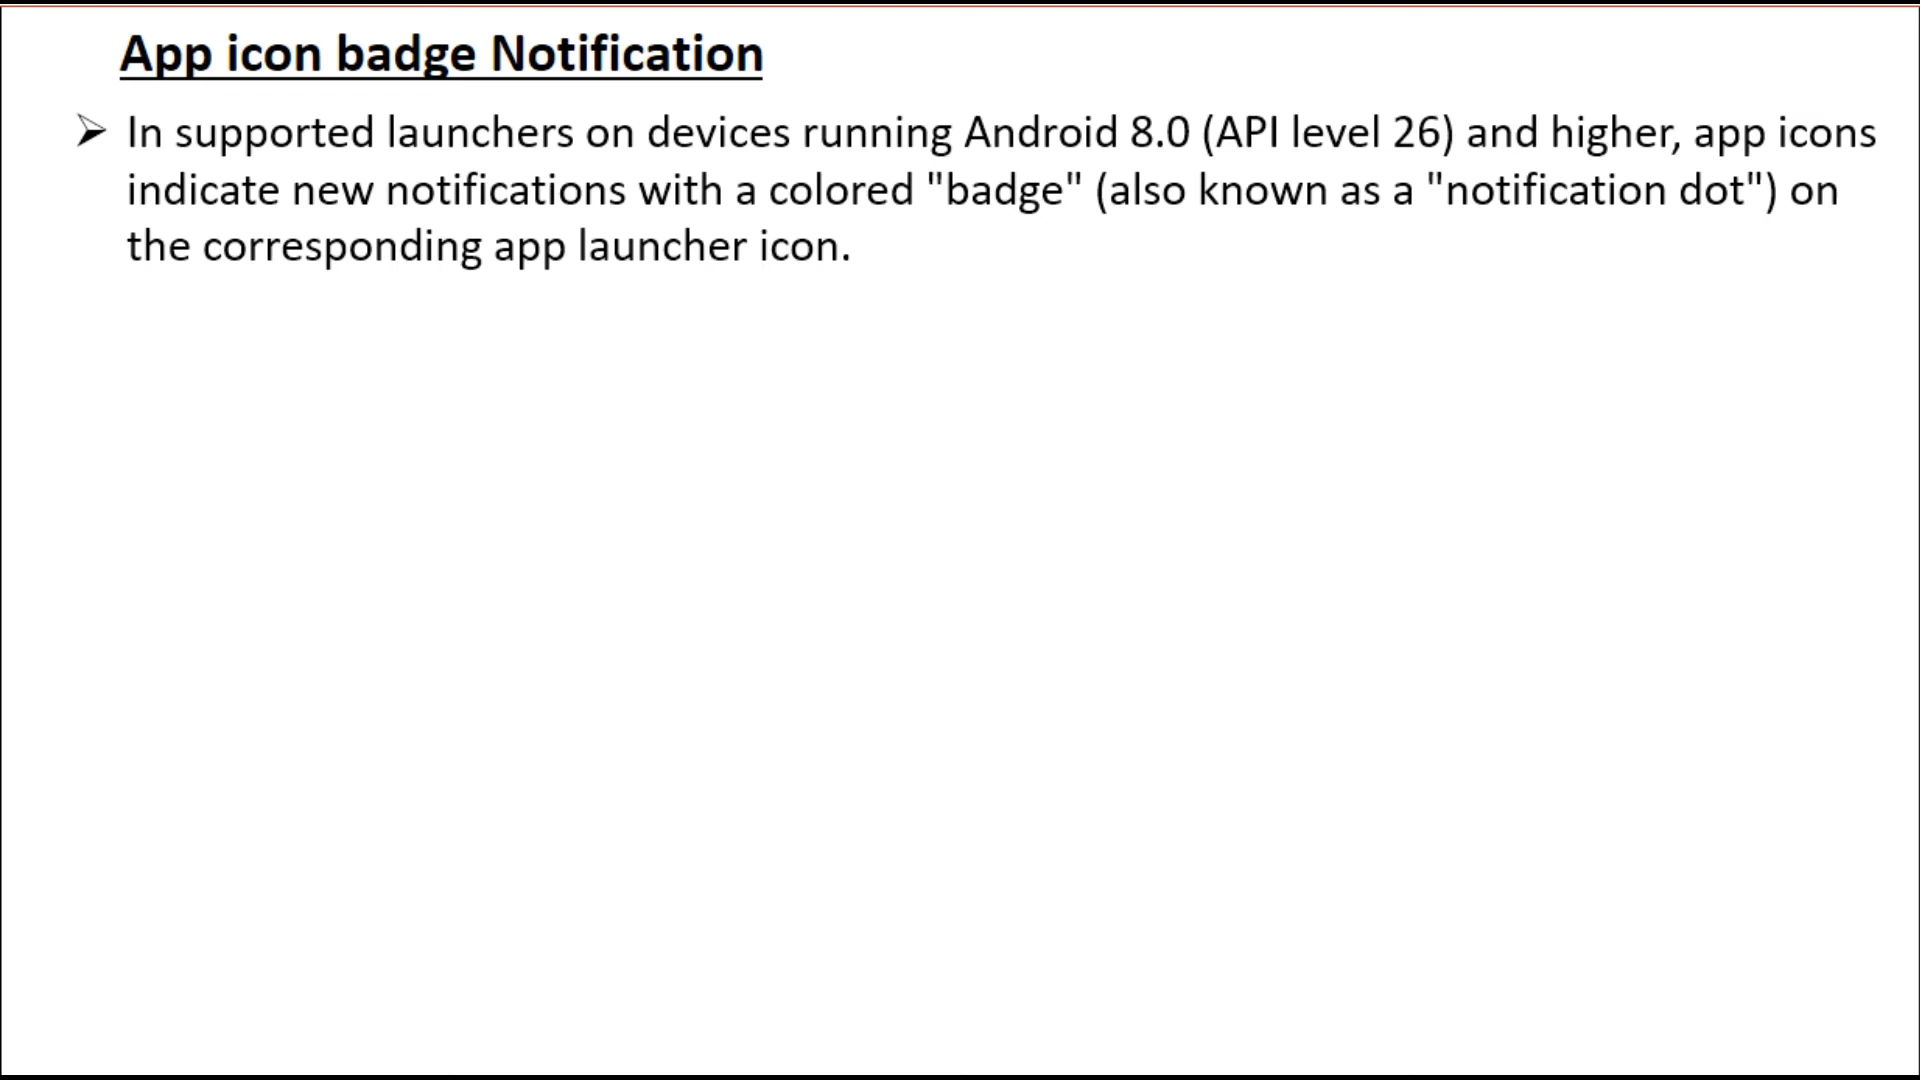 App icon badge Notification
➢ In supported launchers on devices running Android 8.0 (API level 26) and higher, app icons
indicate new notifications with a colored "badge" (also known as a "notification dot") on
the corresponding app launcher icon.